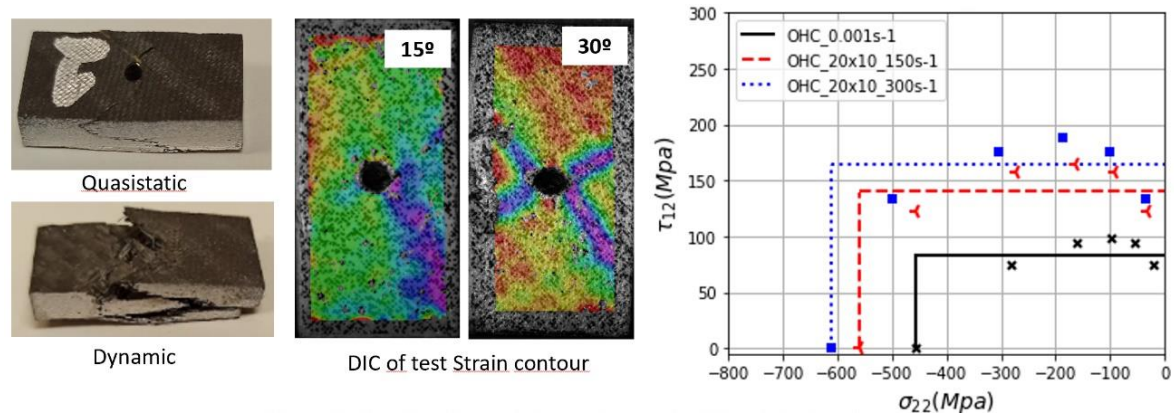 Quasistatic
Dynamic
15º
30º
DIC of test Strain contour
300
250
200
150
100
50
0
τ12(Mpa)
OHC_0.001s-1
OHC_20x10_150s-1
OHC_20x10_300s-1
−800 −700 −600 −500 −400 −300 −200 −100 0
σ22(Mpa)